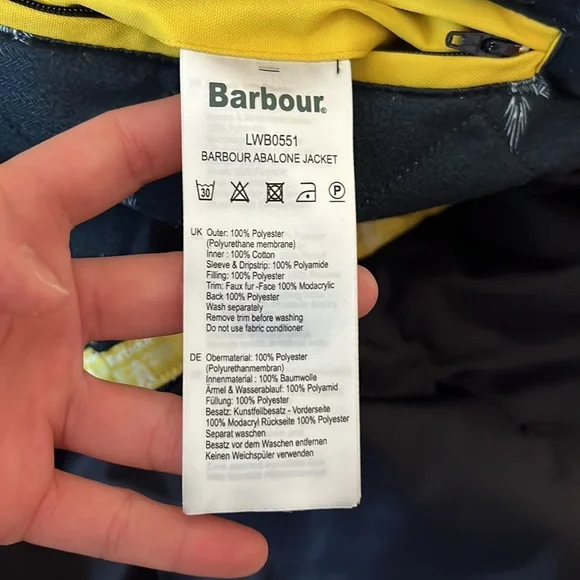 Barbour®
LWB0551
BARBOUR ABALONE JACKET
30 P
UK Outer: 100% Polyester
(Polyurethane membrane)
Inner : 100% Cotton
Sleeve & Dripstrip: 100% Polyamide
Filling: 100% Polyester
Trim: Faux fur -Face 100% Modacrylic
Back 100% Polyester
Wash separately
Remove trim before washing
Do not use fabric conditioner
DE Obermaterial: 100% Polyester
(Polyurethanmembran)
Innenmaterial : 100% Baumwolle
Ärmel & Wasserablauf: 100% Polyamid
Füllung: 100% Polyester
Besatz: Kunstfellbesatz - Vorderseite
100% Modacryl Rückseite 100% Polyester
Separat waschen
Besatz vor dem Waschen entfernen
Keinen Weichspüler verwenden